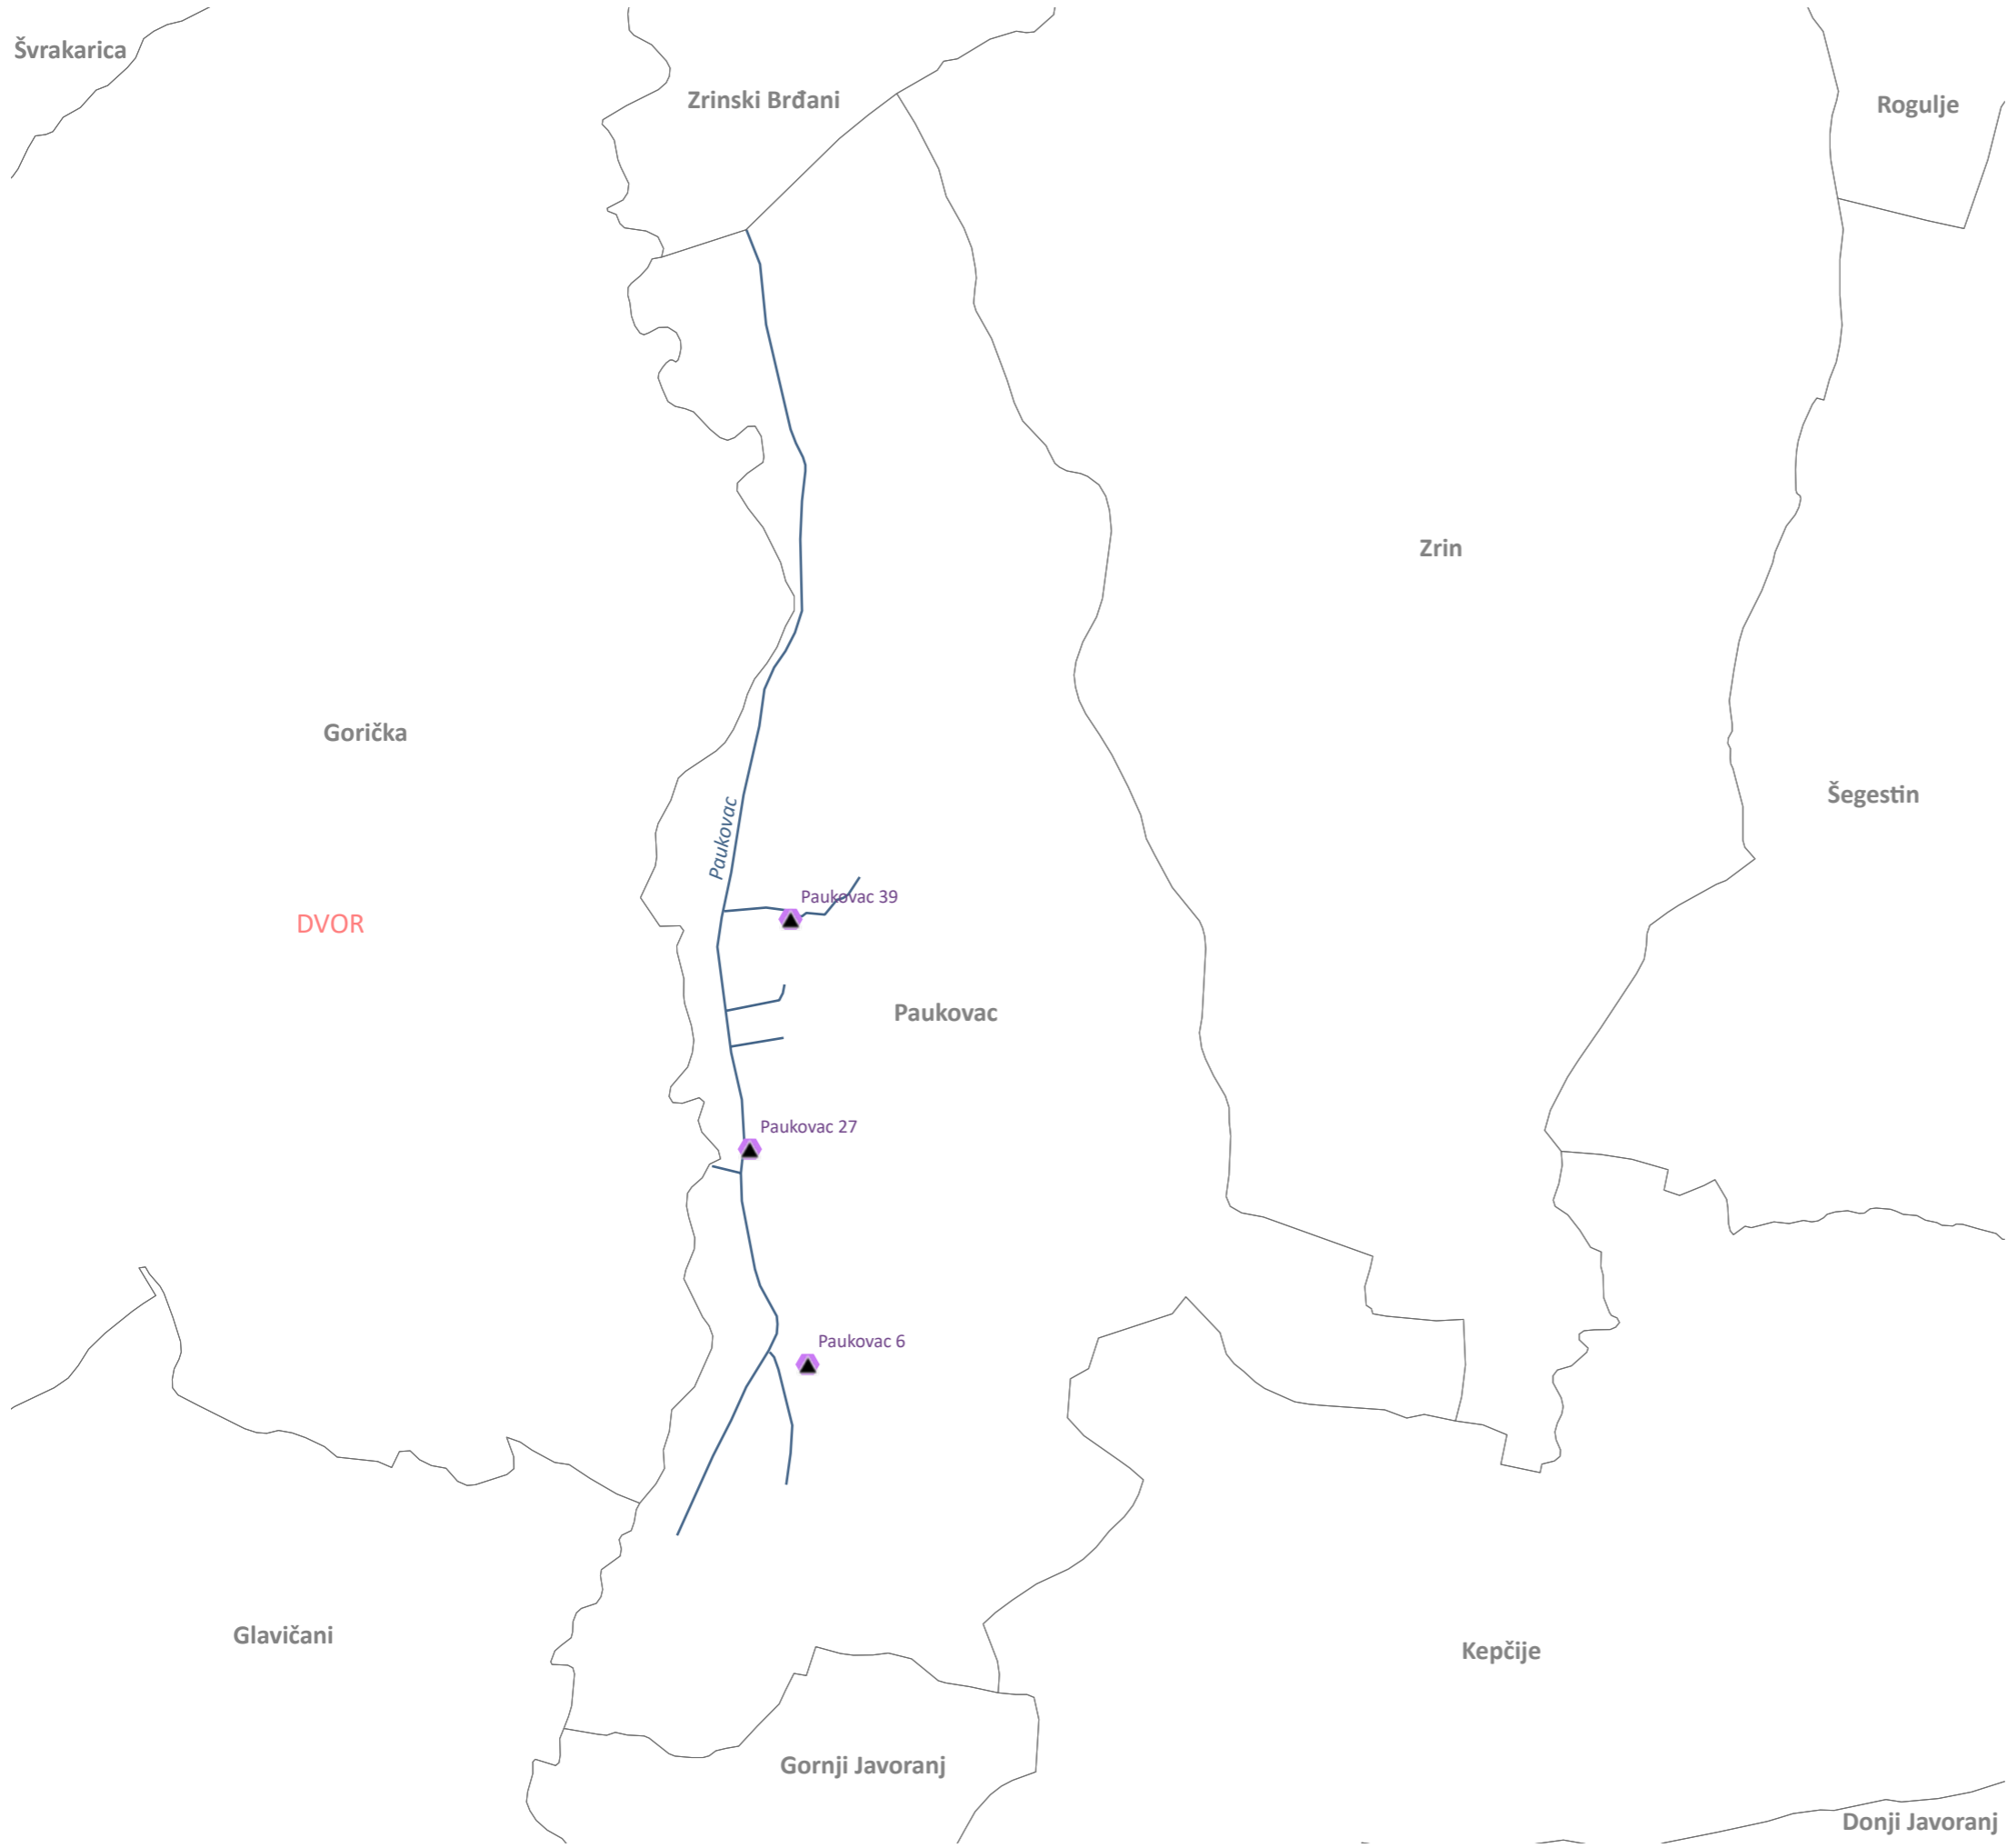 Švrakarica
Zrinski Brđani
Rogulje
Zrin
Gorička
Šegestin
Paukovac
Paukovac 39
DVOR
Paukovac
Paukovac 27
Paukovac 6
Glavičani
Kepčije
Gornji Javoranj
Donji Javoranj